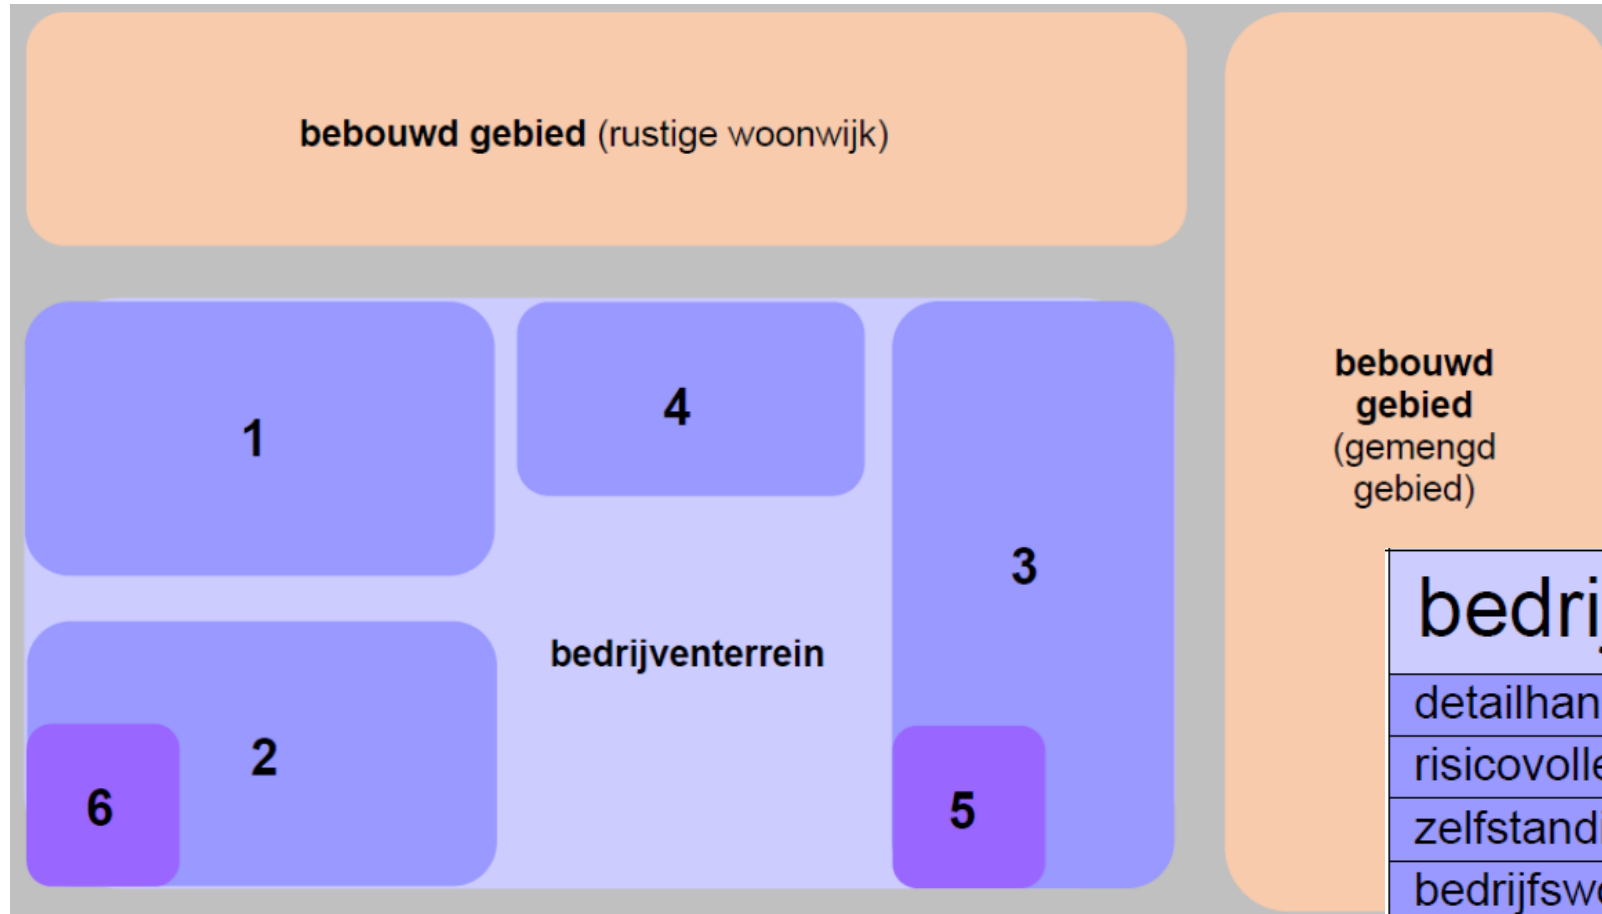 bebouwd gebied (rustige woonwijk)
1
4
3
bebouwd
gebied
(gemengd
gebied)
bedrijventerrein
2
6
5